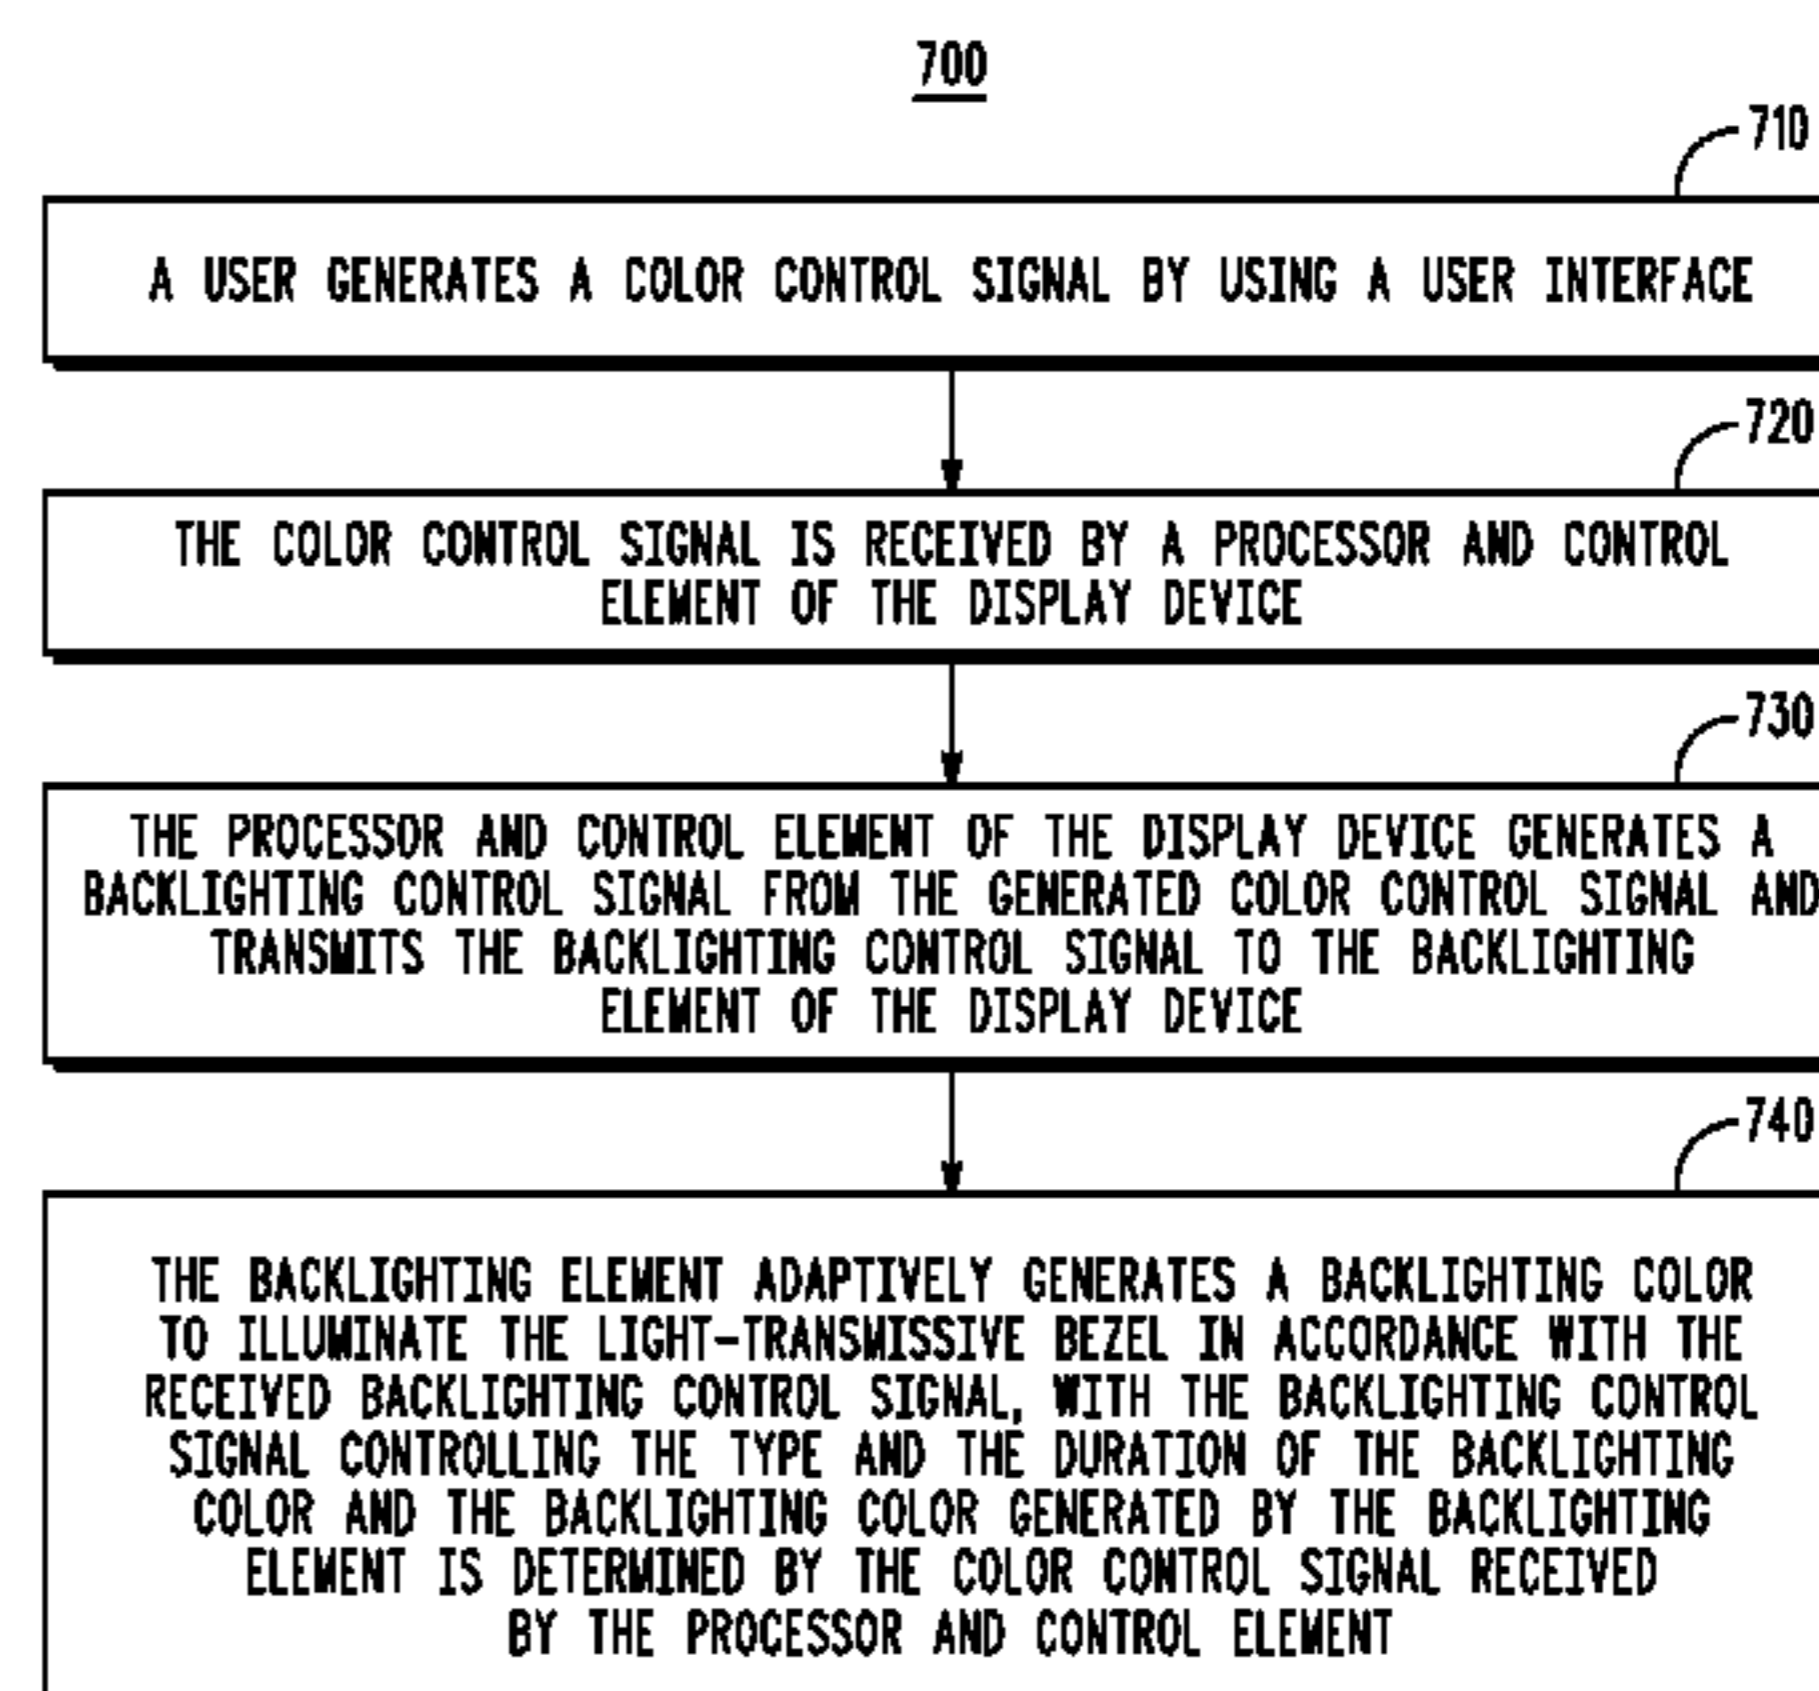 700
710
A USER GENERATES A COLOR CONTROL SIGNAL BY USING A USER INTERFACE
720
THE COLOR CONTROL SIGNAL IS RECEIVED BY A PROCESSOR AND CONTROL
ELEMENT OF THE DISPLAY DEVICE
730
THE PROCESSOR AND CONTROL ELEMENT OF THE DISPLAY DEVICE GENERATES A
BACKLIGHTING CONTROL SIGNAL FROM THE GENERATED COLOR CONTROL SIGNAL AND
TRANSMITS THE BACKLIGHTING CONTROL SIGNAL TO THE BACKLIGHTING
ELEMENT OF THE DISPLAY DEVICE
740
THE BACKLIGHTING ELEMENT ADAPTIVELY GENERATES A BACKLIGHTING COLOR
TO ILLUMINATE THE LIGHT-TRANSMISSIVE BEZEL IN ACCORDANCE WITH THE
RECEIVED BACKLIGHTING CONTROL SIGNAL, WITH THE BACKLIGHTING CONTROL
SIGNAL CONTROLLING THE TYPE AND THE DURATION OF THE BACKLIGHTING
COLOR AND THE BACKLIGHTING COLOR GENERATED BY THE BACKLIGHTING
ELEMENT IS DETERMINED BY THE COLOR CONTROL SIGNAL RECEIVED
BY THE PROCESSOR AND CONTROL ELEMENT